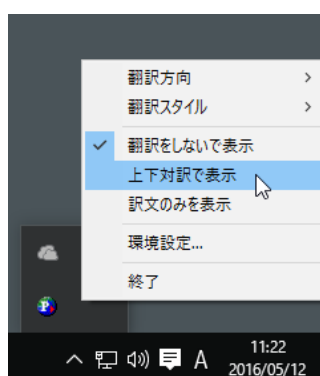 翻訳方向
翻訳スタイル
翻訳をしないで表示
上下対訳で表示
訳文のみを表示
環境設定...
終了
A
11:22
2016/05/12